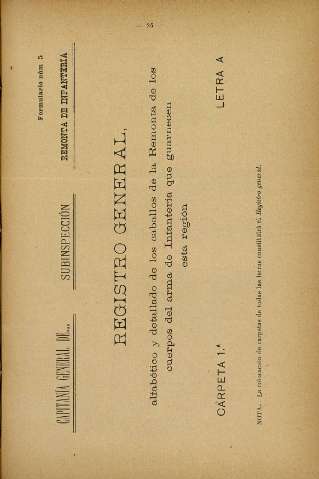 — 25
Formulario núm. 5
CAPITANÍA GENERAL DE...
SUBINSPECCIÓN
REMONTA DE INFANTERÍA
REGISTRO GENERAL,
alfabético y detallado de los caballos de la Remonta de los
cuerpos del arma de Infantería que guarnecen
esta región
CARPETA 1.ª
LETRA A
NOTA. La reunión de carpetas de todas las letras constituirá el Registro general.